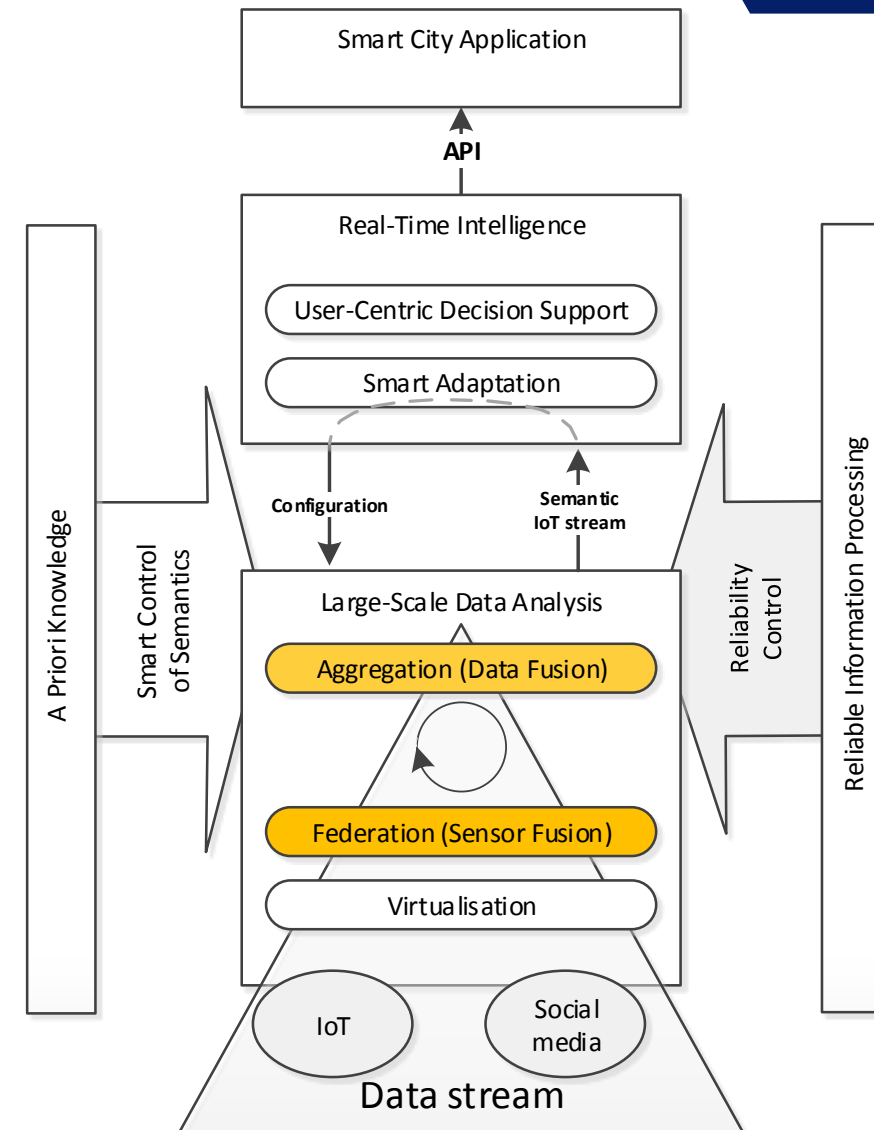 Smart City Application
API
Real-Time Intelligence
User-Centric Decision Support
Smart Adaptation
Configuration
Semantic
IoT stream
A Priori Knowledge
Smart Control
of Semantics
Large-Scale Data Analysis
Aggregation (Data Fusion)
Federation (Sensor Fusion)
Virtualisation
Reliability
Control
Reliable Information Processing
IoT
Social
media
Data stream